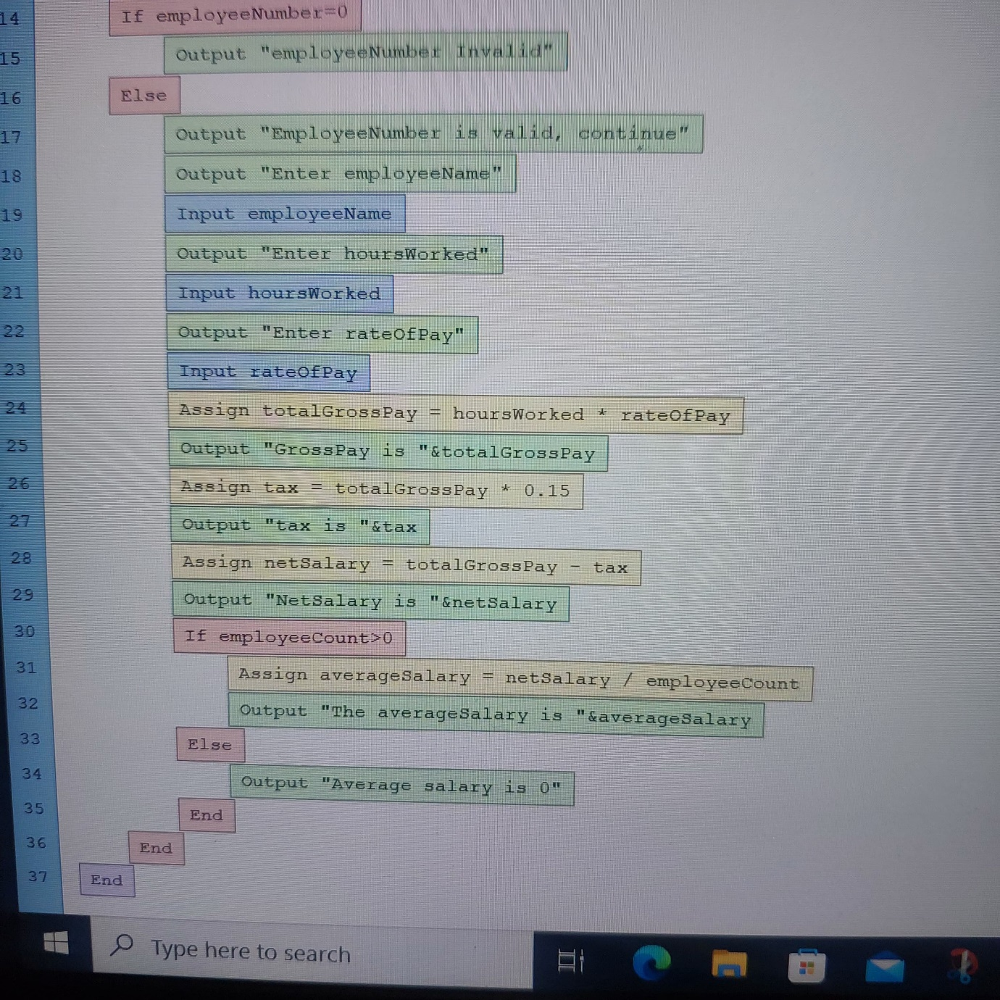 14 If employeeNumber=0
15 Output "employeeNumber Invalid"
16 Else
17 Output "EmployeeNumber is valid, continue"
18 Output "Enter employeeName"
19 Input employeeName
20 Output "Enter hoursWorked"
21 Input hoursWorked
22 Output "Enter rateOfPay"
23 Input rateOfPay
24 Assign totalGrossPay = hoursWorked * rateOfPay
25 Output "GrossPay is "&totalGrossPay
26 Assign tax = totalGrossPay * 0.15
27 Output "tax is "&tax
28 Assign netSalary = totalGrossPay - tax
29 Output "NetSalary is "&netSalary
30 If employeeCount>0
31 Assign averageSalary = netSalary / employeeCount
32 Output "The averageSalary is "&averageSalary
33 Else
34 Output "Average salary is 0"
35 End
36 End
37 End
Type here to search